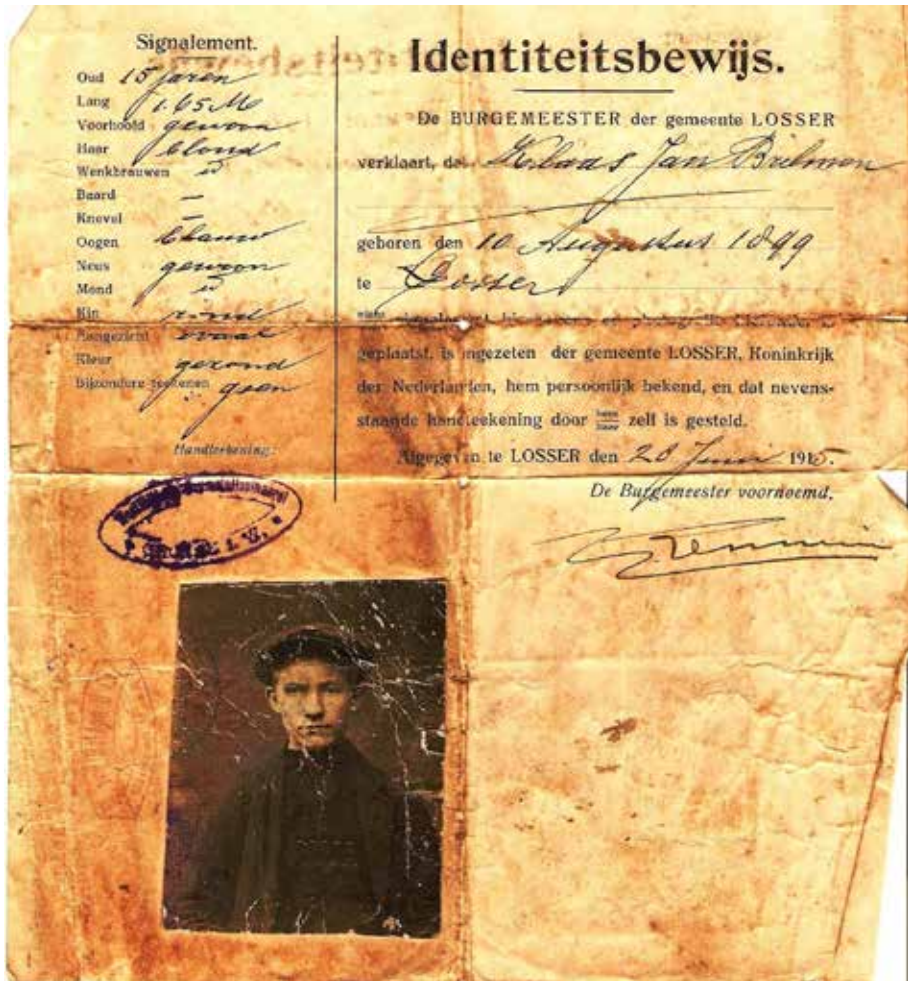 Signalement.
Oud 15 jaren
Lang 1.65 M
Voorhoofd gewoon
Haar blond
Wenkbrauwen id
Baard —
Knevel —
Oogen blauw
Neus gewoon
Mond id
Kin rond
Aangezicht ovaal
Kleur gezond
Bijzondere teekenen geen
Handteekening:
Identiteitsbewijs.
De BURGEMEESTER der gemeente LOSSER
verklaart, dat Klaas Jan
geboren den 10 Augustus 1899
te Losser
geplaatst, is ingezeten der gemeente LOSSER, Koninkrijk
der Nederlanden, hem persoonlijk bekend, en dat nevens-
staande handteekening door hem haar zelf is gesteld.
Afgegeven te LOSSER den 28 Juni 1915.
De Burgemeester voornoemd,